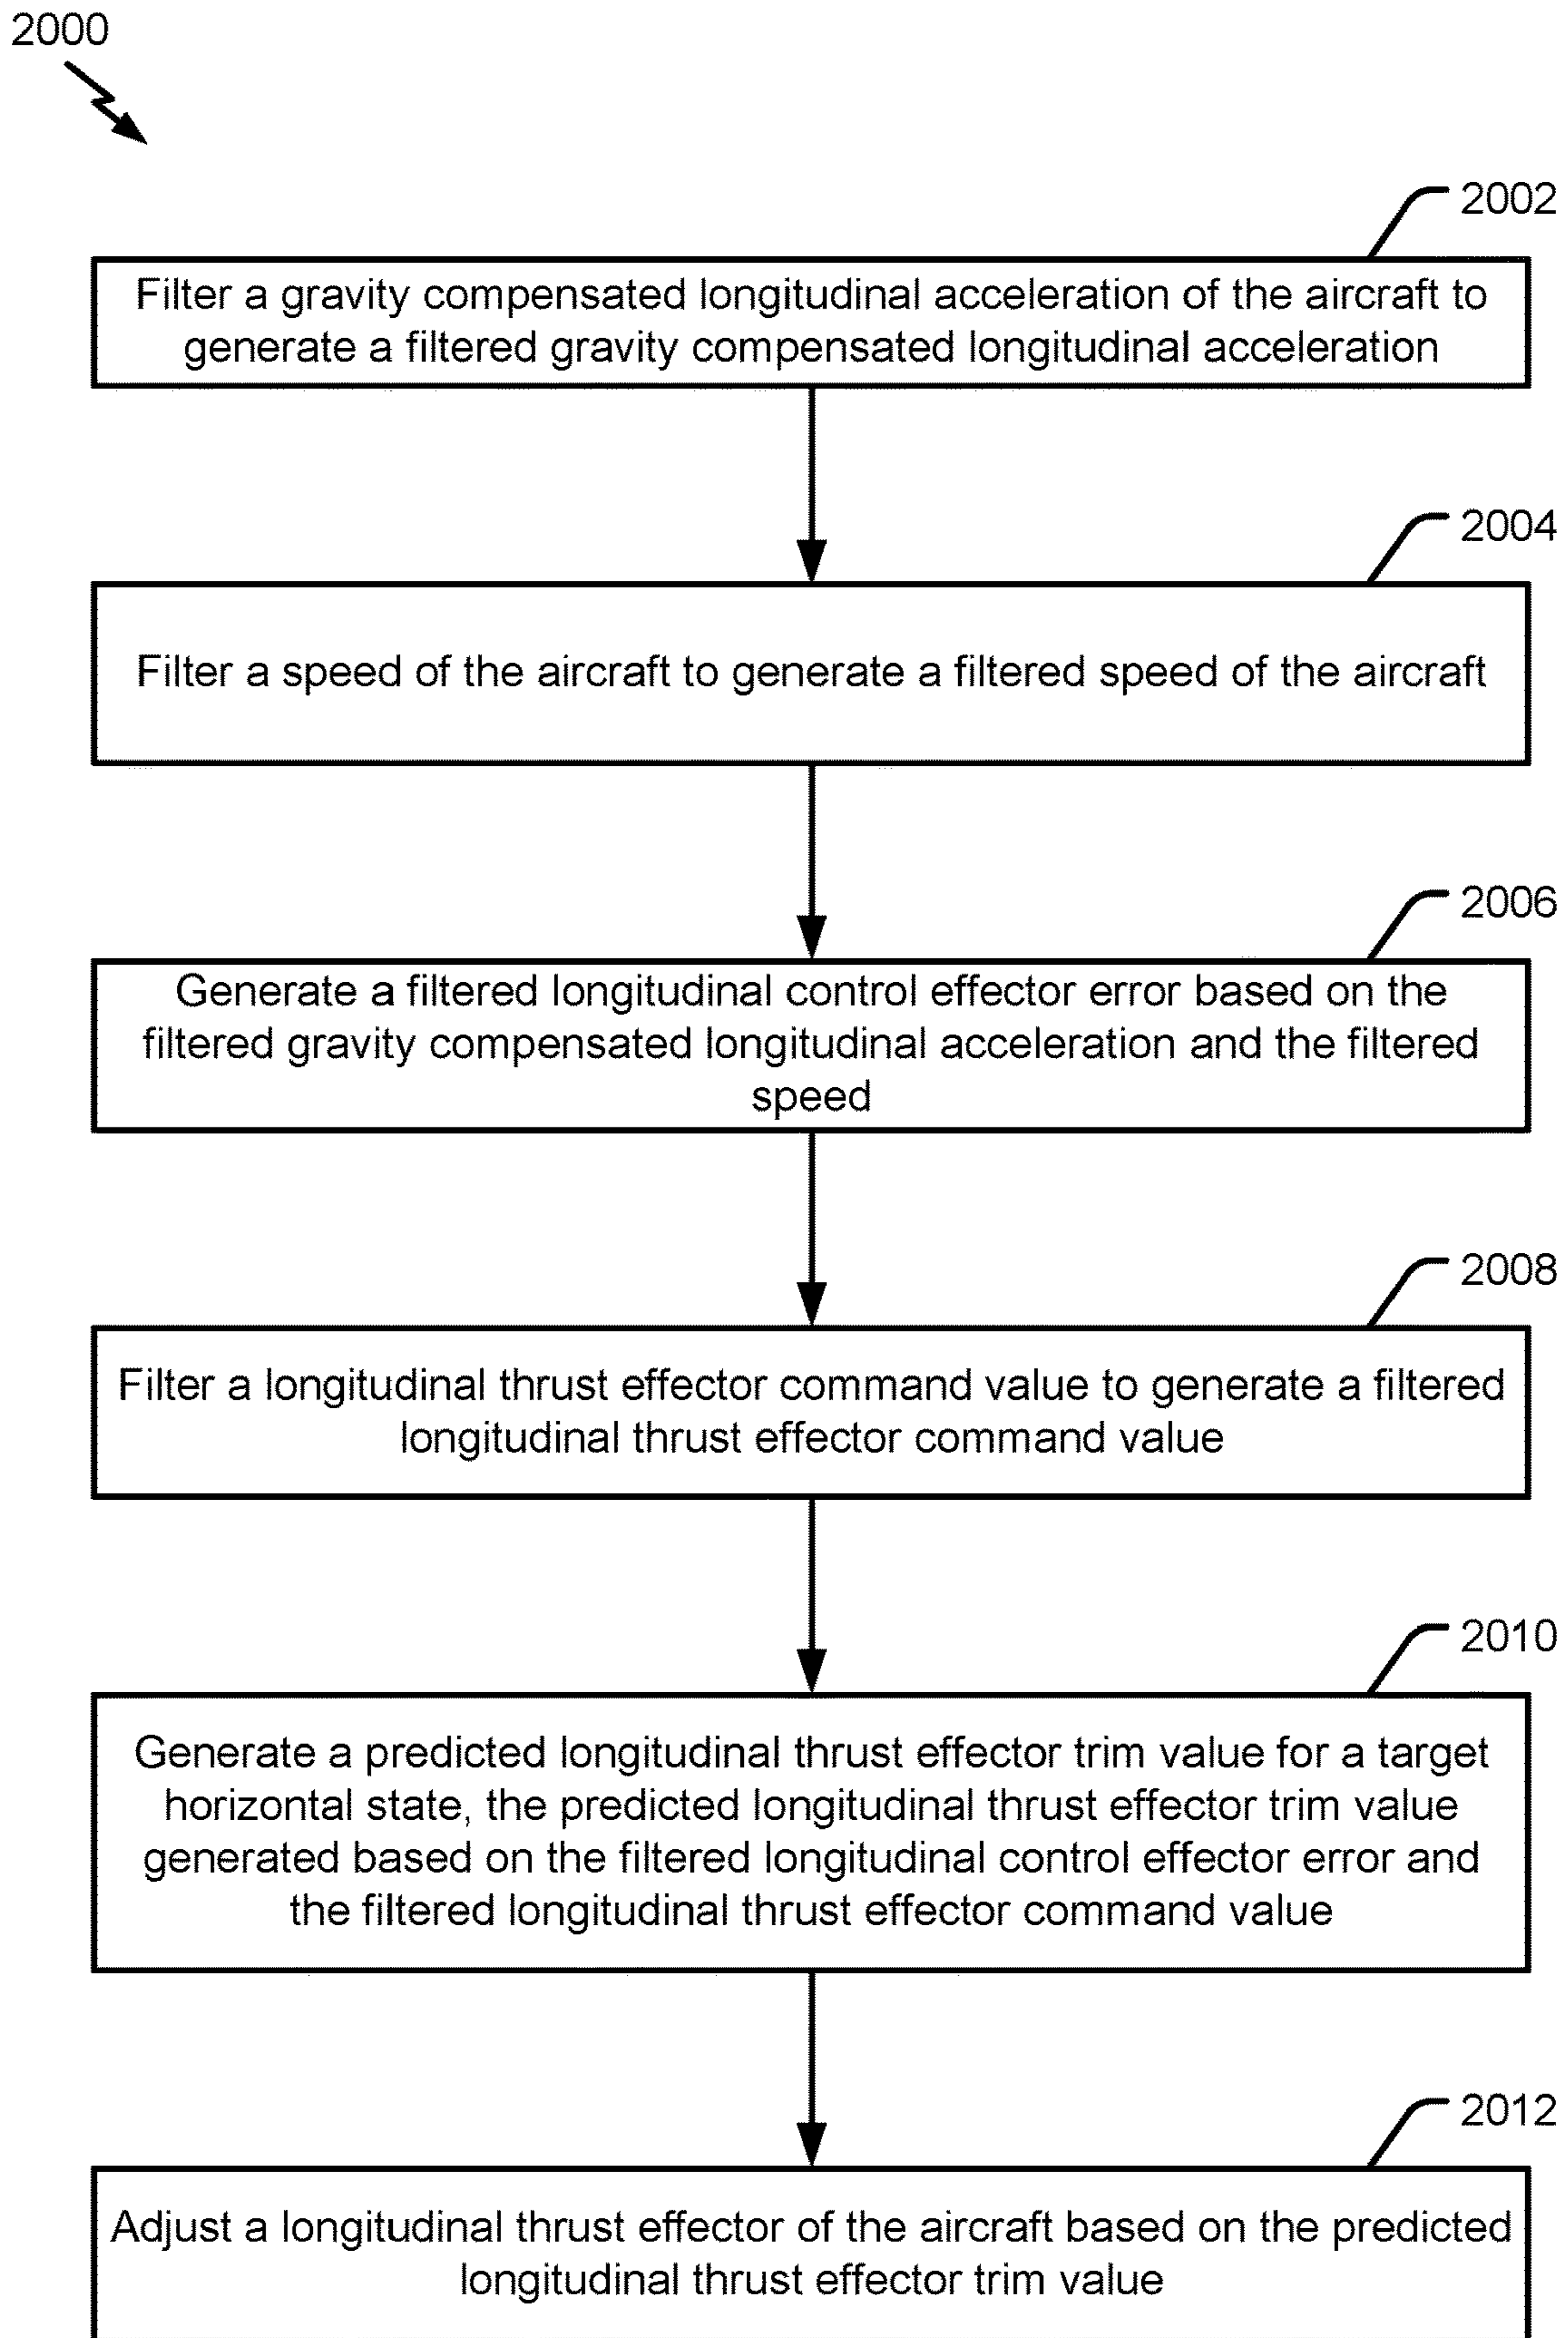 2000
2002
Filter a gravity compensated longitudinal acceleration of the aircraft to
generate a filtered gravity compensated longitudinal acceleration
2004
Filter a speed of the aircraft to generate a filtered speed of the aircraft
2006
Generate a filtered longitudinal control effector error based on the
filtered gravity compensated longitudinal acceleration and the filtered
speed
2008
Filter a longitudinal thrust effector command value to generate a filtered
longitudinal thrust effector command value
2010
Generate a predicted longitudinal thrust effector trim value for a target
horizontal state, the predicted longitudinal thrust effector trim value
generated based on the filtered longitudinal control effector error and
the filtered longitudinal thrust effector command value
2012
Adjust a longitudinal thrust effector of the aircraft based on the predicted
longitudinal thrust effector trim value